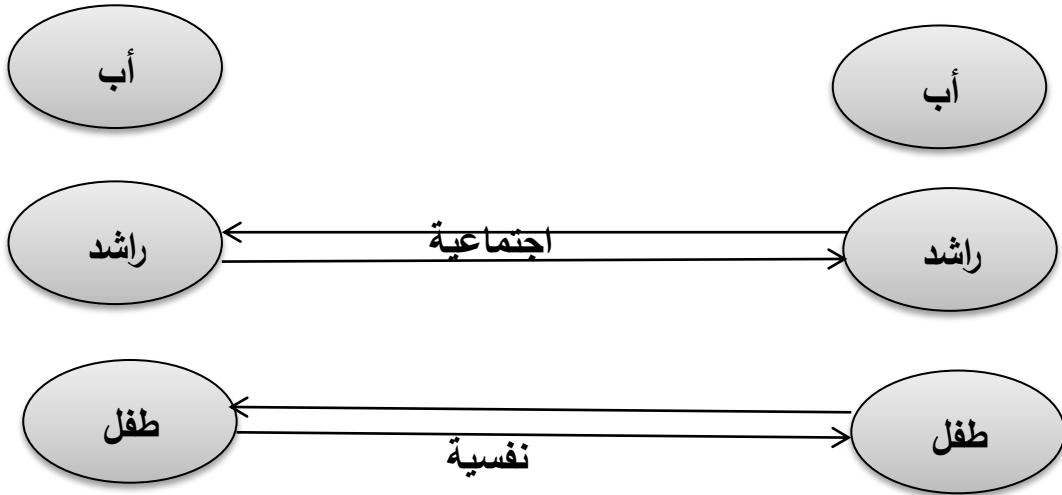 أب
أب
راشد
اجتماعية
راشد
طفل
نفسية
طفل